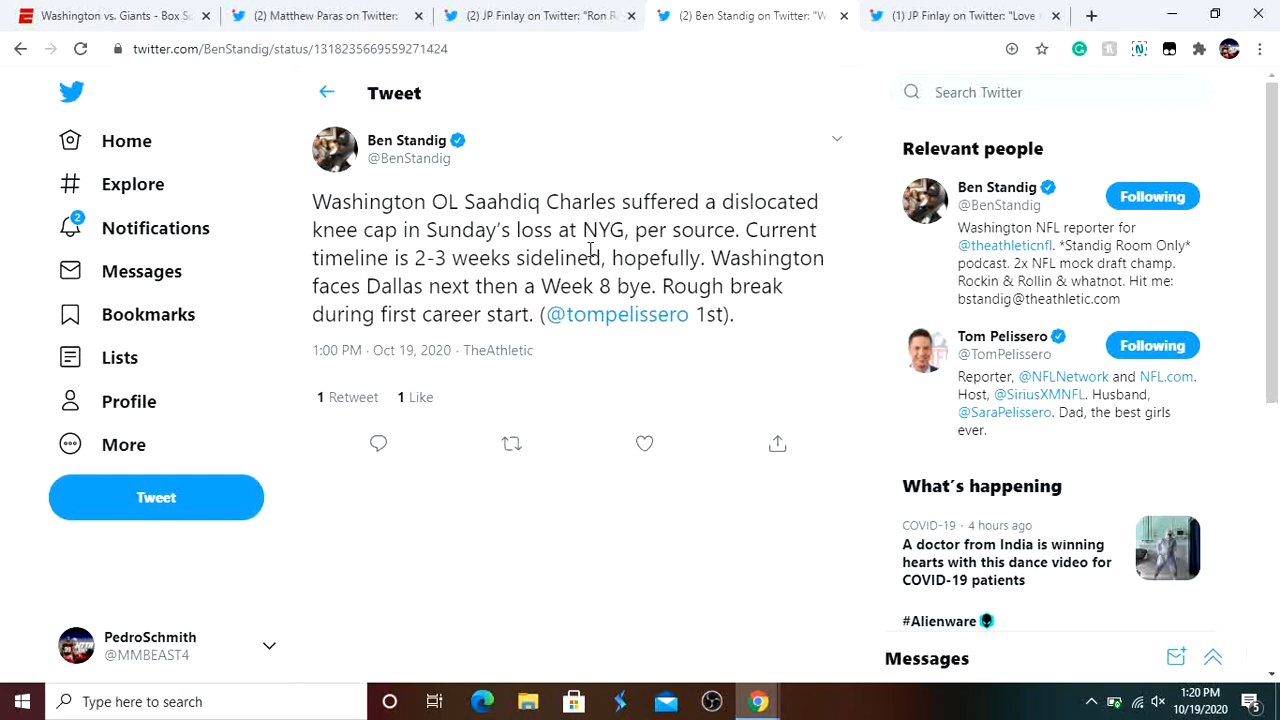 Washington vs. Giants - Box S
(2) Matthew Paras on Twitter:
(2) JP Finlay on Twitter: "Ron R
(2) Ben Standig on Twitter: "W
(1) JP Finlay on Twitter: "Love
twitter.com/BenStandig/status/1318235669559271424
Home
Explore
2
Notifications
Messages
Bookmarks
Lists
Profile
More
Tweet
PedroSchmith
@MMBEAST4
Tweet
Ben Standig
@BenStandig
Washington OL Saahdiq Charles suffered a dislocated
knee cap in Sunday's loss at NYG, per source. Current
timeline is 2-3 weeks sidelined, hopefully. Washington
faces Dallas next then a Week 8 bye. Rough break
during first career start. (@tompelissero 1st).
1:00 PM · Oct 19, 2020 · TheAthletic
1 Retweet 1 Like
Search Twitter
Relevant people
Ben Standig
@BenStandig
Following
Washington NFL reporter for
@theathleticnfl. *Standig Room Only*
podcast. 2x NFL mock draft champ.
Rockin & Rollin & whatnot. Hit me:
bstandig@theathletic.com
Tom Pelissero
@TomPelissero
Following
Reporter, @NFLNetwork and NFL.com.
Host, @SiriusXMNFL. Husband,
@SaraPelissero. Dad, the best girls
ever.
What's happening
COVID-19 · 4 hours ago
A doctor from India is winning
hearts with this dance video for
COVID-19 patients
#Alienware
Messages
Type here to search
1:20 PM
10/19/2020
5